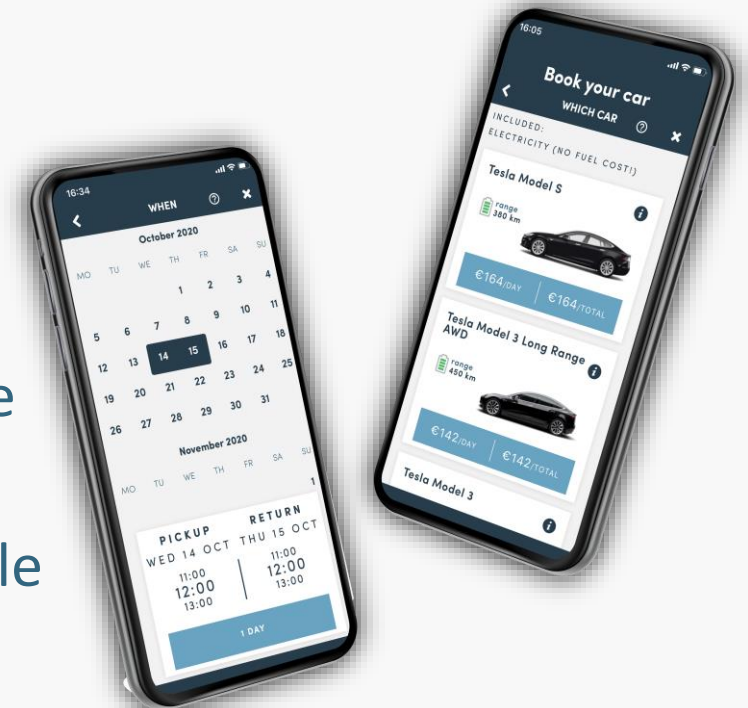 e
le
16:34
WHEN
October 2020
MO TU WE TH FR SA SU
1 2 3 4
5 6 7 8 9 10 11
12 13 14 15 16 17 18
19 20 21 22 23 24 25
26 27 28 29 30 31
November 2020
MO TU WE TH FR SA SU
1
PICKUP RETURN
WED 14 OCT THU 15 OCT
11:00 11:00
12:00 12:00
13:00 13:00
1 DAY
16:05
Book your car
WHICH CAR
INCLUDED:
ELECTRICITY (NO FUEL COST!)
Tesla Model S
range
380 km
€164/DAY €164/TOTAL
Tesla Model 3 Long Range
AWD
range
450 km
€142/DAY €142/TOTAL
Tesla Model 3